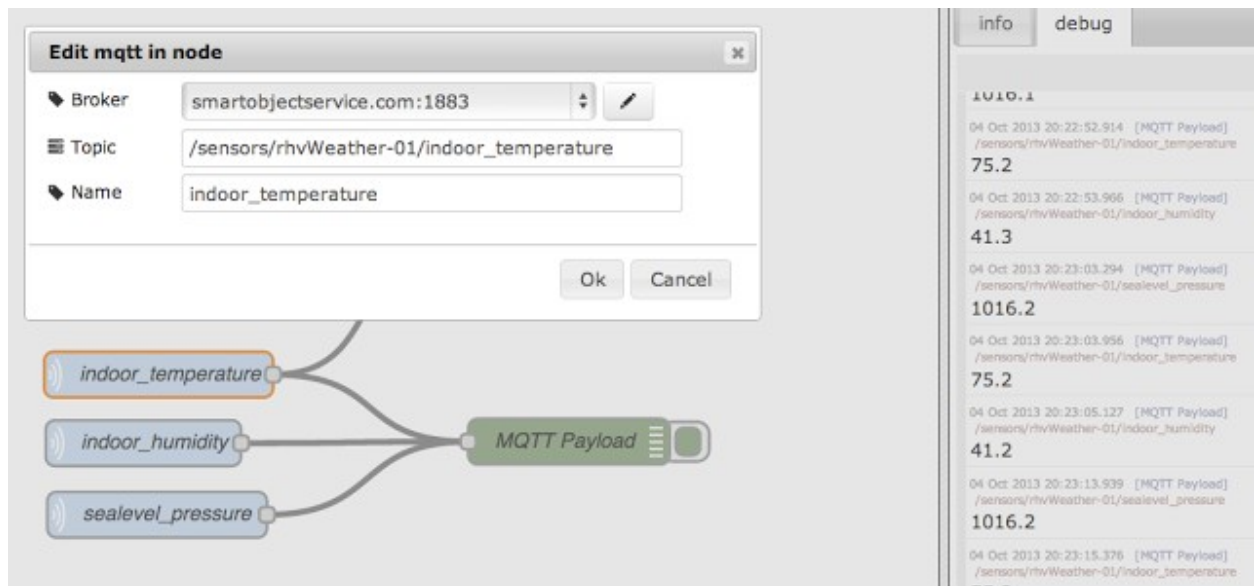 Edit mqtt in node
Broker
smartobjectservice.com:1883
Topic
/sensors/rhvWeather-01/indoor_temperature
Name
indoor_temperature
Ok
Cancel
indoor_temperature
indoor_humidity
sealevel_pressure
MQTT Payload
info
debug
1016.1
04 Oct 2013 20:22:52.914 [MQTT Payload]
/sensors/rhvWeather-01/indoor_temperature
75.2
04 Oct 2013 20:22:53.966 [MQTT Payload]
/sensors/rhvWeather-01/indoor_humidity
41.3
04 Oct 2013 20:23:03.294 [MQTT Payload]
/sensors/rhvWeather-01/sealevel_pressure
1016.2
04 Oct 2013 20:23:03.956 [MQTT Payload]
/sensors/rhvWeather-01/indoor_temperature
75.2
04 Oct 2013 20:23:05.127 [MQTT Payload]
/sensors/rhvWeather-01/indoor_humidity
41.2
04 Oct 2013 20:23:13.939 [MQTT Payload]
/sensors/rhvWeather-01/sealevel_pressure
1016.2
04 Oct 2013 20:23:15.376 [MQTT Payload]
/sensors/rhvWeather-01/indoor_temperature